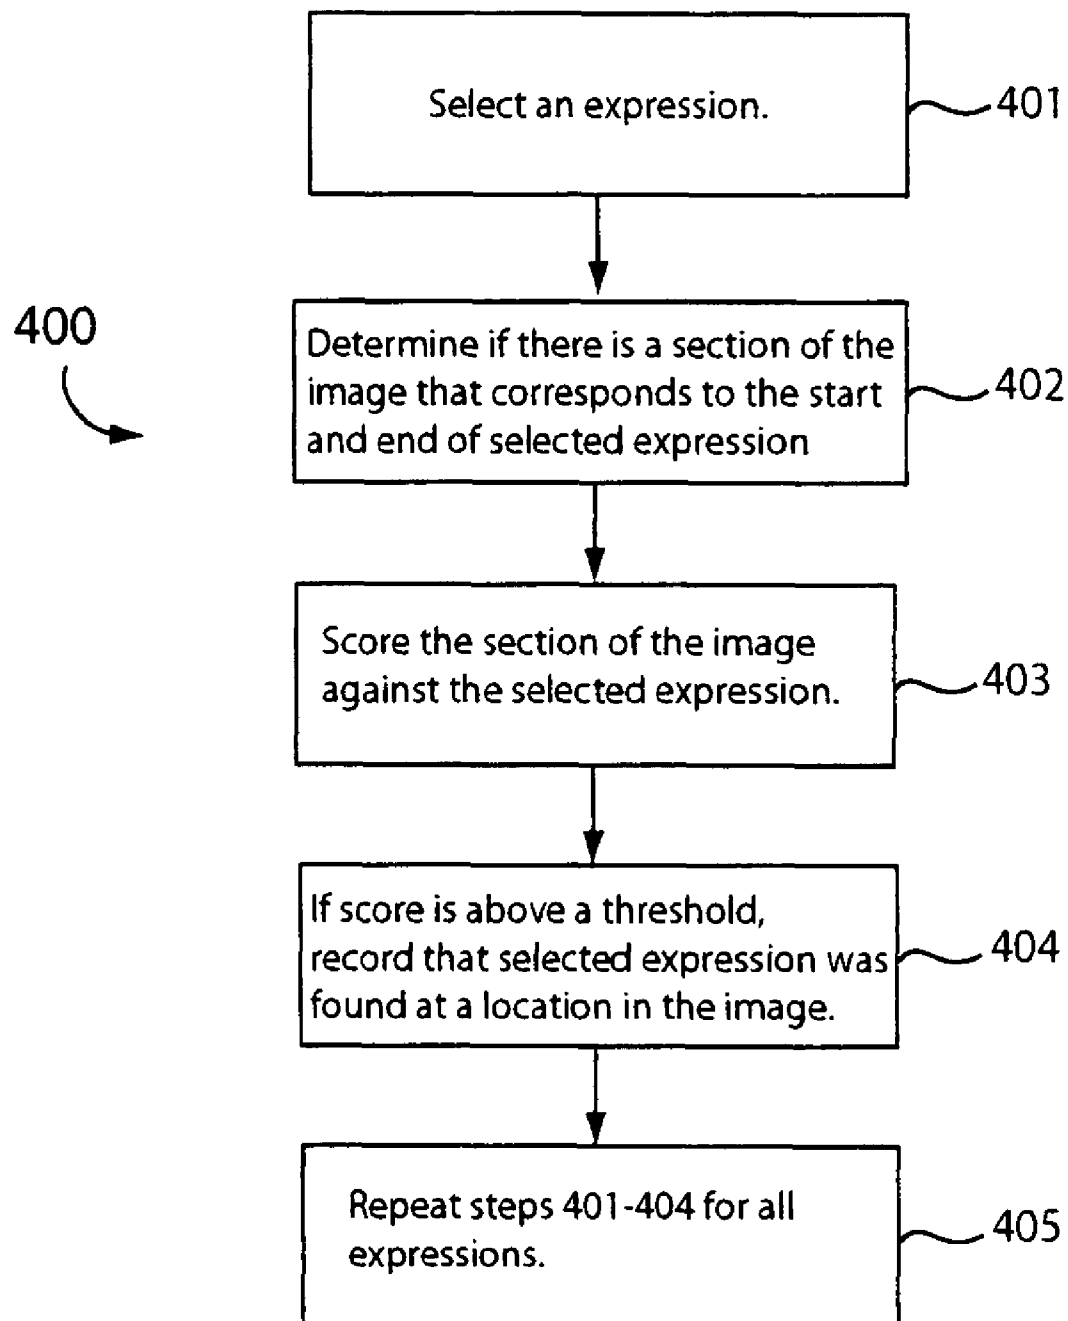 Select an expression.
401
400
Determine if there is a section of the
image that corresponds to the start
and end of selected expression
402
Score the section of the image
against the selected expression.
403
If score is above a threshold,
record that selected expression was
found at a location in the image.
404
Repeat steps 401-404 for all
expressions.
405